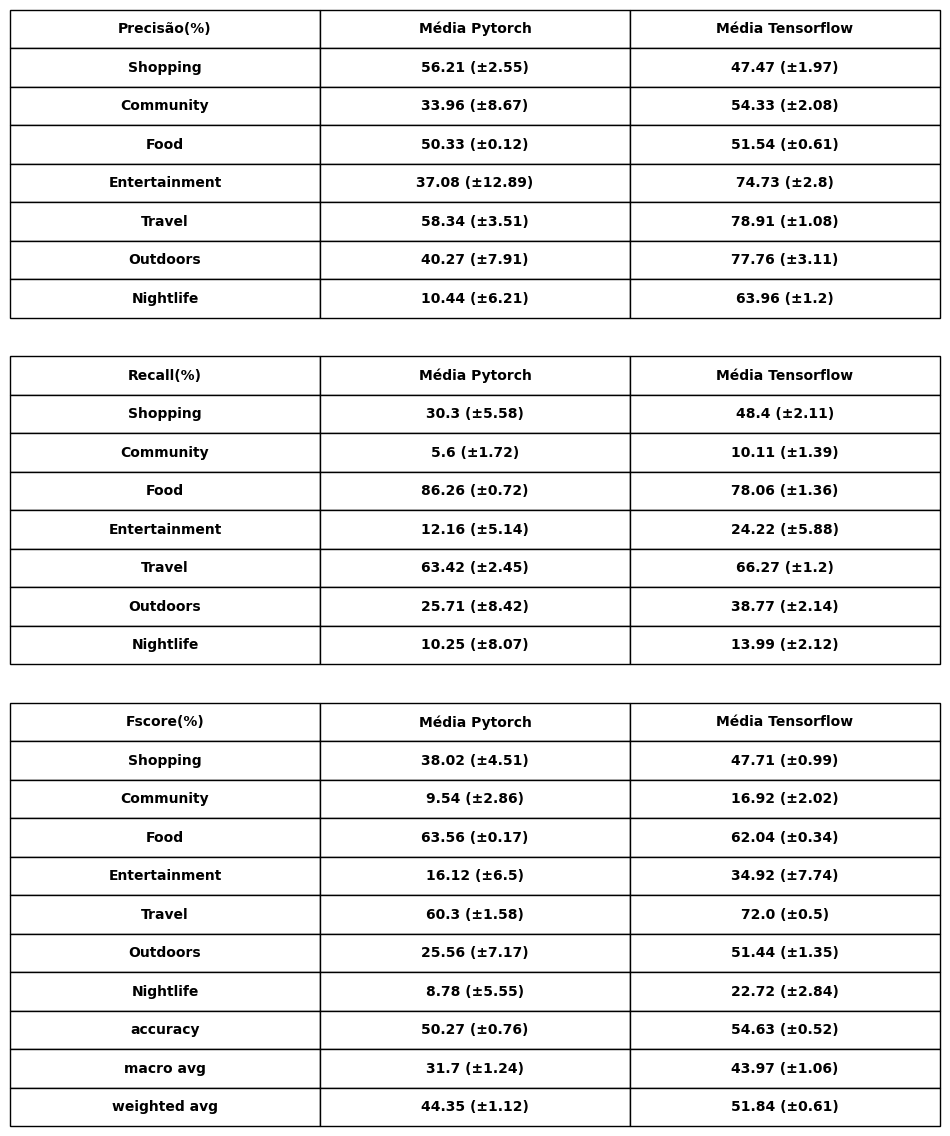 Precisão(%) Média Pytorch Média Tensorflow
Shopping 56.21 (±2.55) 47.47 (±1.97)
Community 33.96 (±8.67) 54.33 (±2.08)
Food 50.33 (±0.12) 51.54 (±0.61)
Entertainment 37.08 (±12.89) 74.73 (±2.8)
Travel 58.34 (±3.51) 78.91 (±1.08)
Outdoors 40.27 (±7.91) 77.76 (±3.11)
Nightlife 10.44 (±6.21) 63.96 (±1.2)
Recall(%) Média Pytorch Média Tensorflow
Shopping 30.3 (±5.58) 48.4 (±2.11)
Community 5.6 (±1.72) 10.11 (±1.39)
Food 86.26 (±0.72) 78.06 (±1.36)
Entertainment 12.16 (±5.14) 24.22 (±5.88)
Travel 63.42 (±2.45) 66.27 (±1.2)
Outdoors 25.71 (±8.42) 38.77 (±2.14)
Nightlife 10.25 (±8.07) 13.99 (±2.12)
Fscore(%) Média Pytorch Média Tensorflow
Shopping 38.02 (±4.51) 47.71 (±0.99)
Community 9.54 (±2.86) 16.92 (±2.02)
Food 63.56 (±0.17) 62.04 (±0.34)
Entertainment 16.12 (±6.5) 34.92 (±7.74)
Travel 60.3 (±1.58) 72.0 (±0.5)
Outdoors 25.56 (±7.17) 51.44 (±1.35)
Nightlife 8.78 (±5.55) 22.72 (±2.84)
accuracy 50.27 (±0.76) 54.63 (±0.52)
macro avg 31.7 (±1.24) 43.97 (±1.06)
weighted avg 44.35 (±1.12) 51.84 (±0.61)